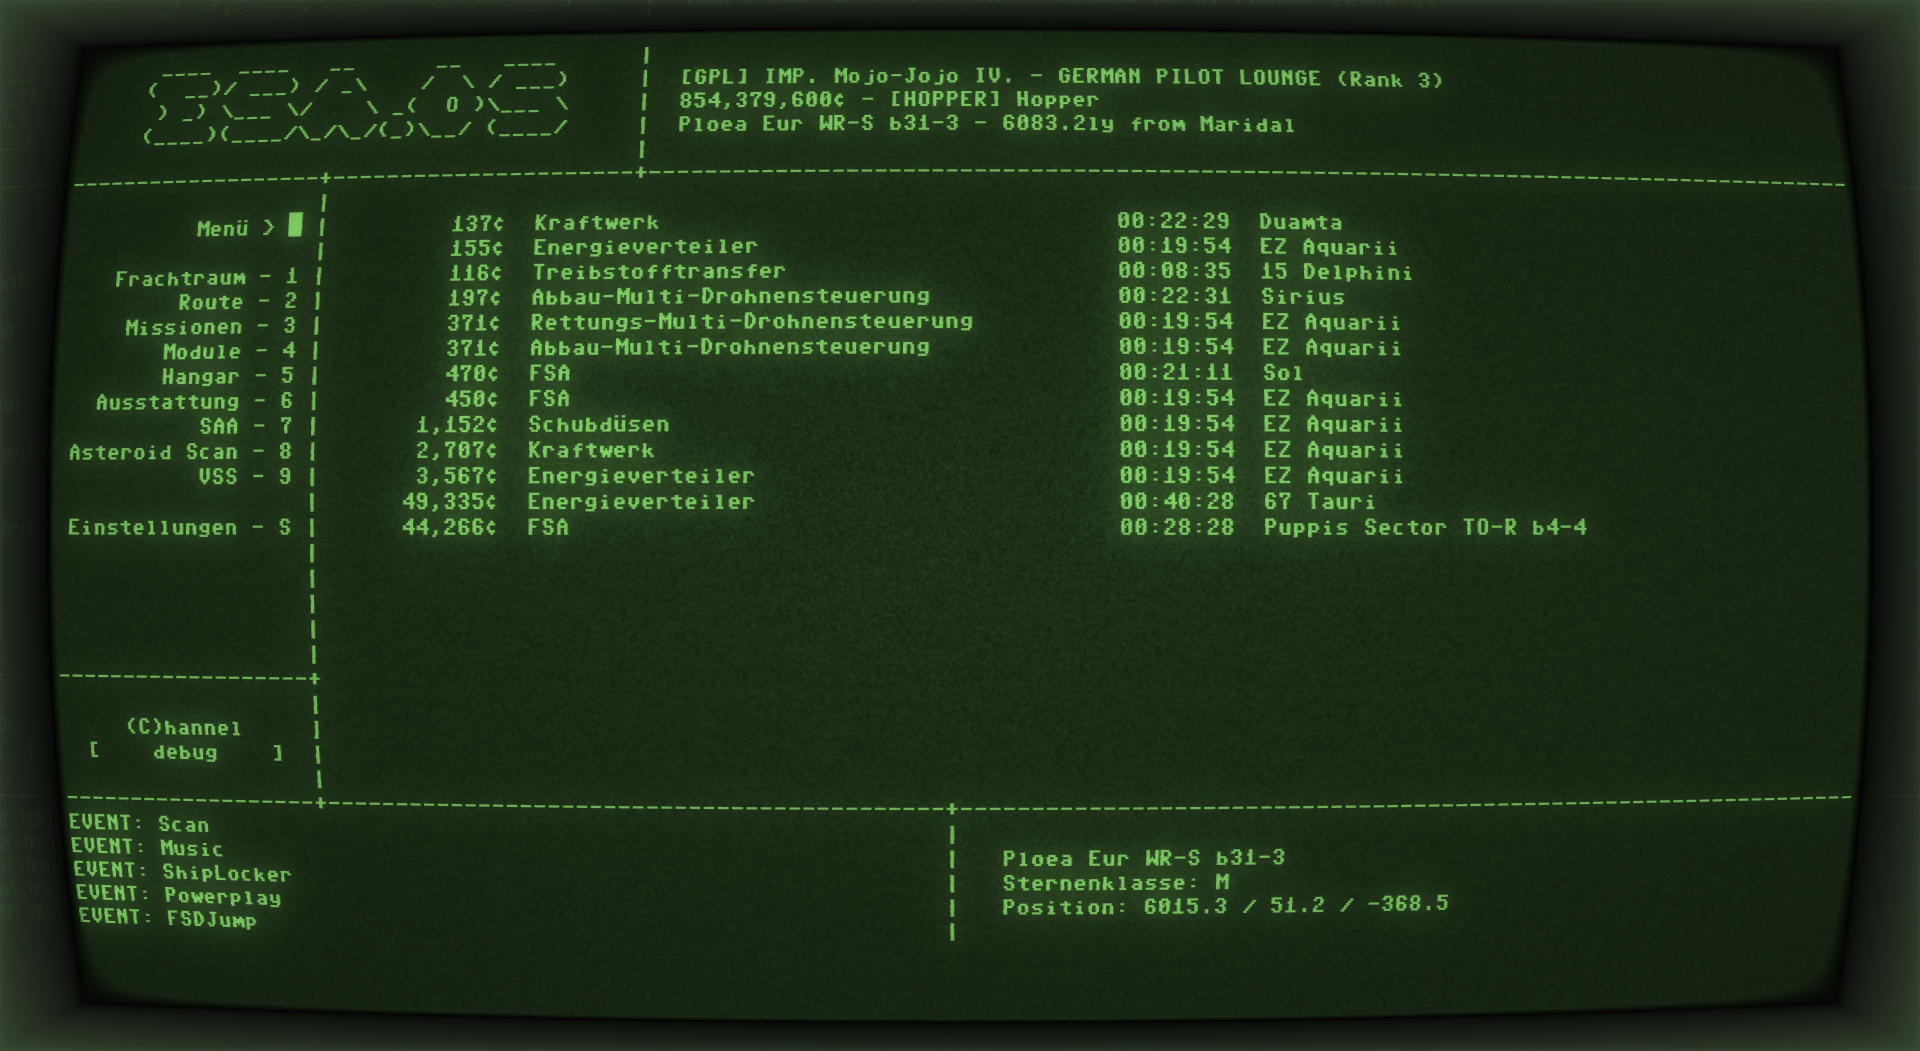 [GPL] IMP. Mojo-Jojo IV. - GERMAN PILOT LOUNGE (Rank 3)
854,379,600¢ - [HOPPER] Hopper
Ploea Eur WR-S b31-3 - 6083.2ly from Maridal
Menü >
Frachtraum - 1
Route - 2
Missionen - 3
Module - 4
Hangar - 5
Ausstattung - 6
SAA - 7
Asteroid Scan - 8
VSS - 9
Einstellungen - S
137¢ Kraftwerk 00:22:29 Duamta
155¢ Energieverteiler 00:19:54 EZ Aquarii
116¢ Treibstofftransfer 00:08:35 15 Delphini
197¢ Abbau-Multi-Drohnensteuerung 00:22:31 Sirius
371¢ Rettungs-Multi-Drohnensteuerung 00:19:54 EZ Aquarii
371¢ Abbau-Multi-Drohnensteuerung 00:19:54 EZ Aquarii
470¢ FSA 00:21:11 Sol
450¢ FSA 00:19:54 EZ Aquarii
1,152¢ Schubdüsen 00:19:54 EZ Aquarii
2,707¢ Kraftwerk 00:19:54 EZ Aquarii
3,567¢ Energieverteiler 00:19:54 EZ Aquarii
49,335¢ Energieverteiler 00:40:28 67 Tauri
44,266¢ FSA 00:28:28 Puppis Sector TO-R b4-4
(C)hannel
[ debug ]
EVENT: Scan
EVENT: Music
EVENT: ShipLocker
EVENT: Powerplay
EVENT: FSDJump
Ploea Eur WR-S b31-3
Sternenklasse: M
Position: 6015.3 / 51.2 / -368.5